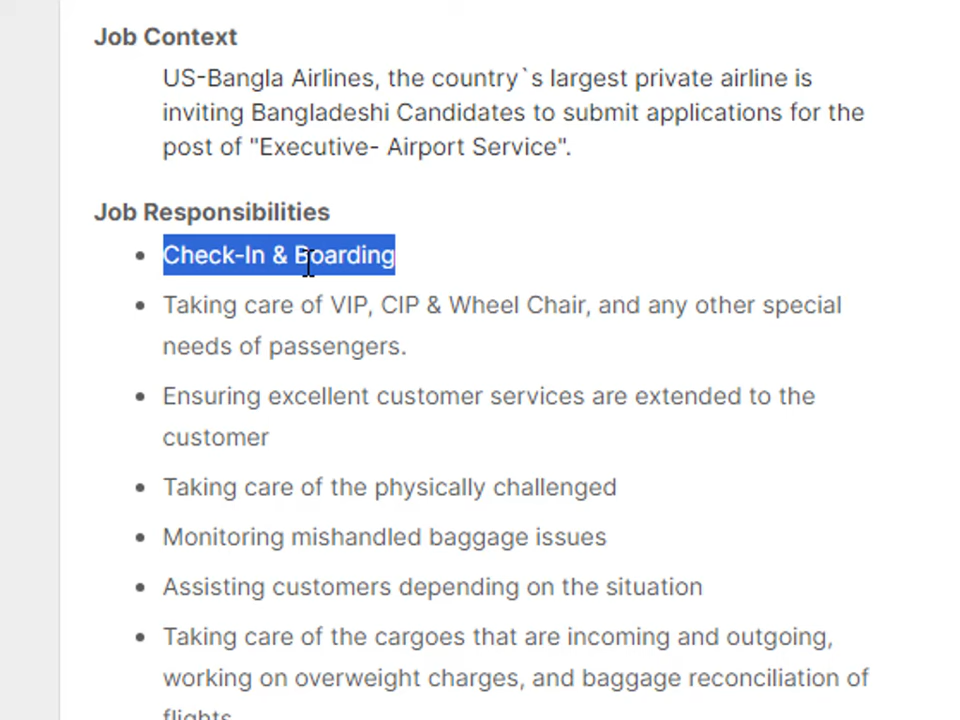 Job Context
US-Bangla Airlines, the country`s largest private airline is
inviting Bangladeshi Candidates to submit applications for the
post of "Executive- Airport Service".
Job Responsibilities
• Check-In & Boarding
• Taking care of VIP, CIP & Wheel Chair, and any other special
needs of passengers.
• Ensuring excellent customer services are extended to the
customer
• Taking care of the physically challenged
• Monitoring mishandled baggage issues
• Assisting customers depending on the situation
• Taking care of the cargoes that are incoming and outgoing,
working on overweight charges, and baggage reconciliation of
flights